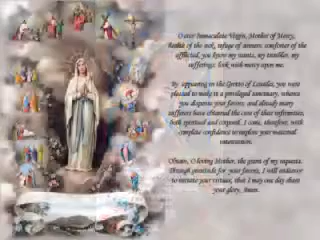 O ever Immaculate Virgin, Mother of Mercy,
Health of the sick, refuge of sinners, comforter of the
afflicted, you know my wants, my troubles, my
sufferings; look with mercy upon me.
By appearing in the Grotto of Lourdes, you were
pleased to make it a privileged sanctuary, whence
you dispense your favors, and already many
sufferers have obtained the cure of their infirmities,
both spiritual and corporal. I come, therefore, with
complete confidence to implore your maternal
intercession.
Obtain, O loving Mother, the grant of my requests.
Through gratitude for your favors, I will endeavor
to imitate your virtues, that I may one day share
your glory. Amen.